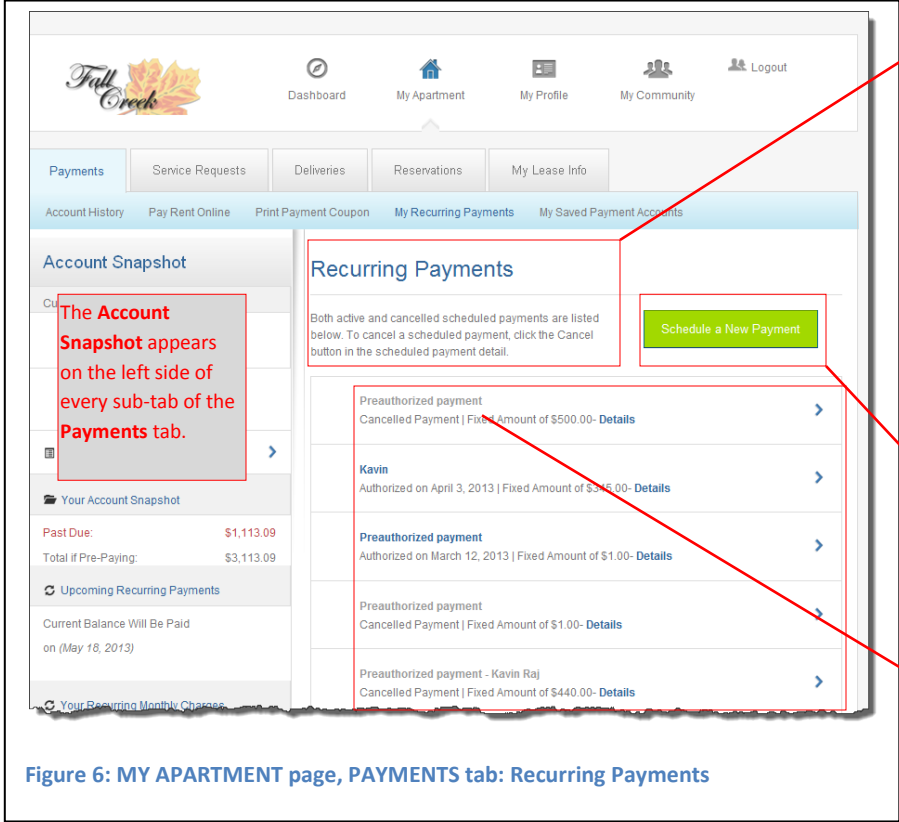 Fall
Creek
Dashboard
My Apartment
My Profile
My Community
Logout
Payments
Service Requests
Deliveries
Reservations
My Lease Info
Account History
Pay Rent Online
Print Payment Coupon
My Recurring Payments
My Saved Payment Accounts
Account Snapshot
Cu
The Account
Snapshot appears
on the left side of
every sub-tab of the
Payments tab.
Your Account Snapshot
Past Due: $1,113.09
Total if Pre-Paying: $3,113.09
Upcoming Recurring Payments
Current Balance Will Be Paid
on (May 18, 2013)
Your Recurring Monthly Charges
Recurring Payments
Both active and cancelled scheduled payments are listed
below. To cancel a scheduled payment, click the Cancel
button in the scheduled payment detail.
Schedule a New Payment
Preauthorized payment
Cancelled Payment | Fixed Amount of $500.00- Details
Kavin
Authorized on April 3, 2013 | Fixed Amount of $345.00- Details
Preauthorized payment
Authorized on March 12, 2013 | Fixed Amount of $1.00- Details
Preauthorized payment
Cancelled Payment | Fixed Amount of $1.00- Details
Preauthorized payment - Kavin Raj
Cancelled Payment | Fixed Amount of $440.00- Details
Figure 6: MY APARTMENT page, PAYMENTS tab: Recurring Payments